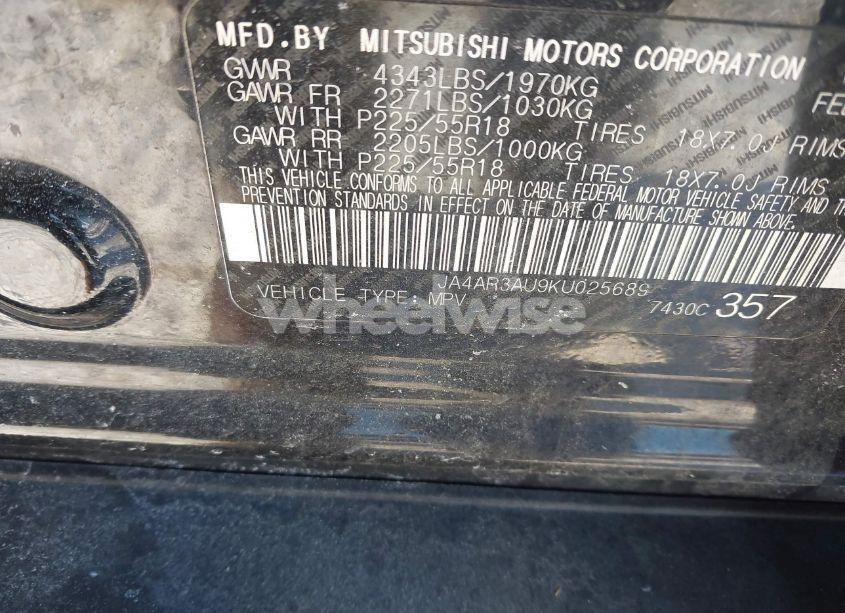 MFD.BY MITSUBISHI MOTORS CORPORATION
GVWR 4343LBS/1970KG
GAWR FR 2271LBS/1030KG
WITH P225/55R18 TIRES 18X7.0J RIMS
GAWR RR 2205LBS/1000KG
WITH P225/55R18 TIRES 18X7.0J RIMS
THIS VEHICLE CONFORMS TO ALL APPLICABLE FEDERAL MOTOR VEHICLE SAFETY AND
PREVENTION STANDARDS IN EFFECT ON THE DATE OF MANUFACTURE SHOWN ABOVE.
JA4AR3AU9KU025689
VEHICLE TYPE: MPV
7430C 357
wheelwise